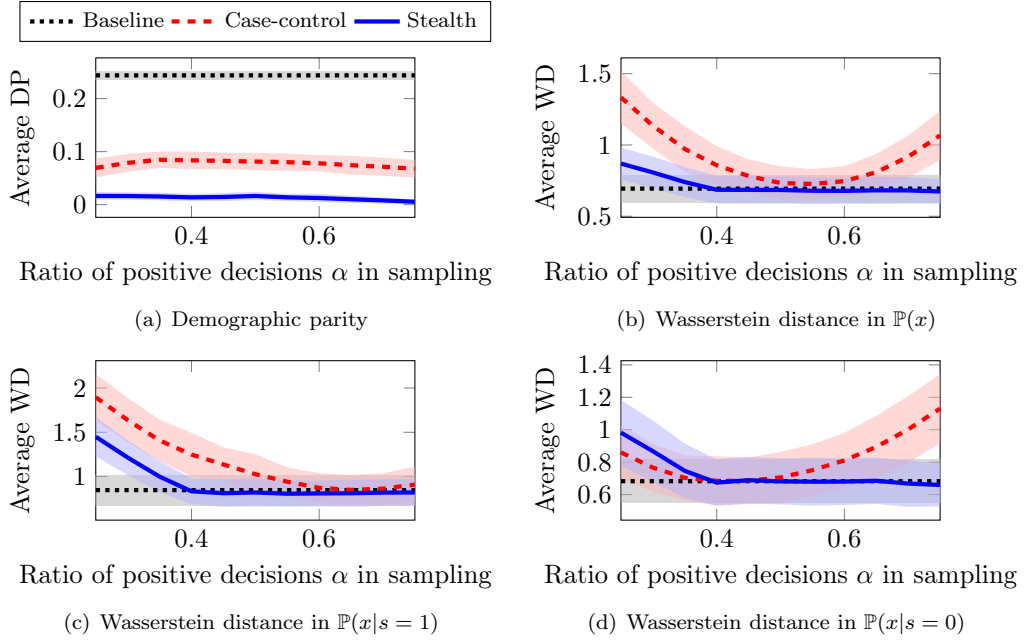 Baseline Case-control Stealth
Average DP
0.2
0.1
0
0.4 0.6
Ratio of positive decisions α in sampling
(a) Demographic parity
Average WD
1.5
1
0.5
0.4 0.6
Ratio of positive decisions α in sampling
(b) Wasserstein distance in ℙ(x)
Average WD
2
1.5
1
0.4 0.6
Ratio of positive decisions α in sampling
(c) Wasserstein distance in ℙ(x|s = 1)
Average WD
1.4
1.2
1
0.8
0.6
0.4 0.6
Ratio of positive decisions α in sampling
(d) Wasserstein distance in ℙ(x|s = 0)